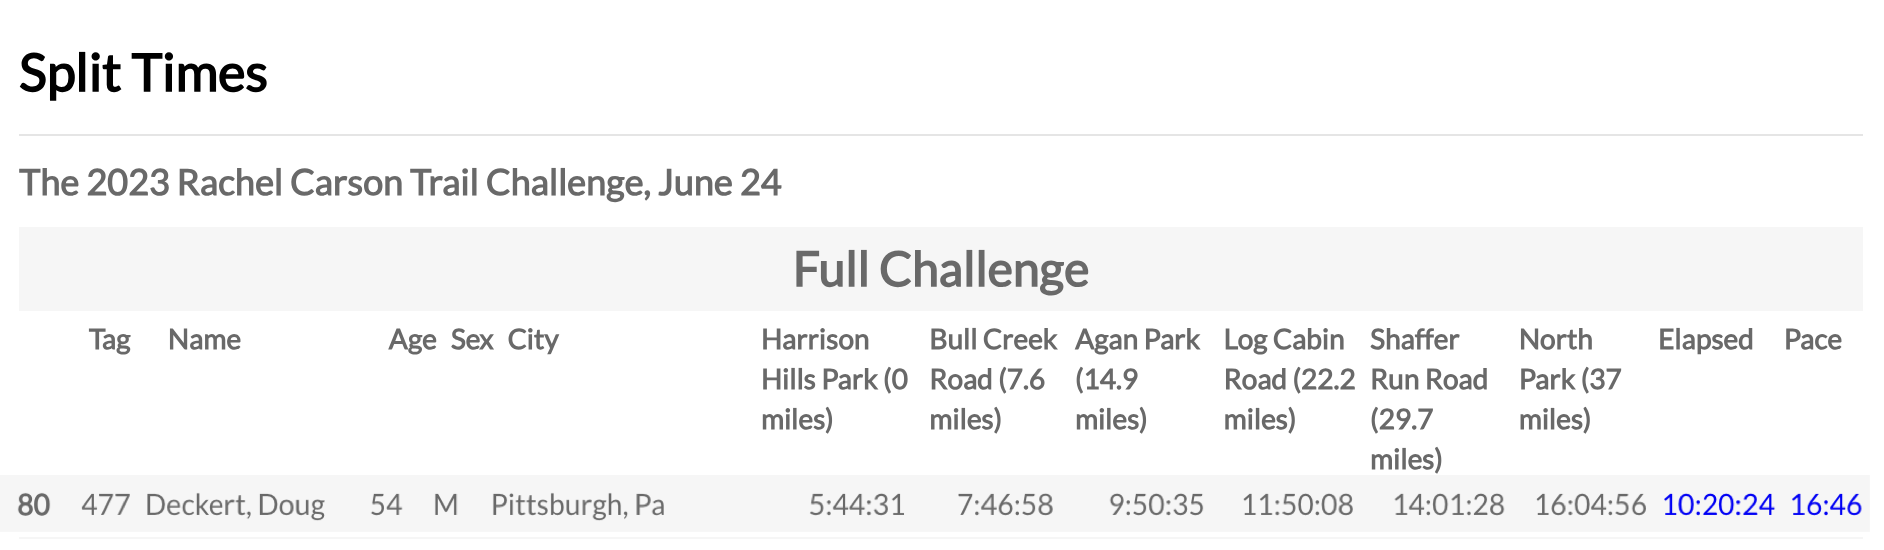 Split Times
The 2023 Rachel Carson Trail Challenge, June 24
Full Challenge
Tag Name Age Sex City Harrison Bull Creek Agan Park Log Cabin Shaffer North Elapsed Pace
Hills Park (0 Road (7.6 (14.9 Road (22.2 Run Road Park (37
miles) miles) miles) miles) (29.7 miles)
miles)
80 477 Deckert, Doug 54 M Pittsburgh, Pa 5:44:31 7:46:58 9:50:35 11:50:08 14:01:28 16:04:56 10:20:24 16:46